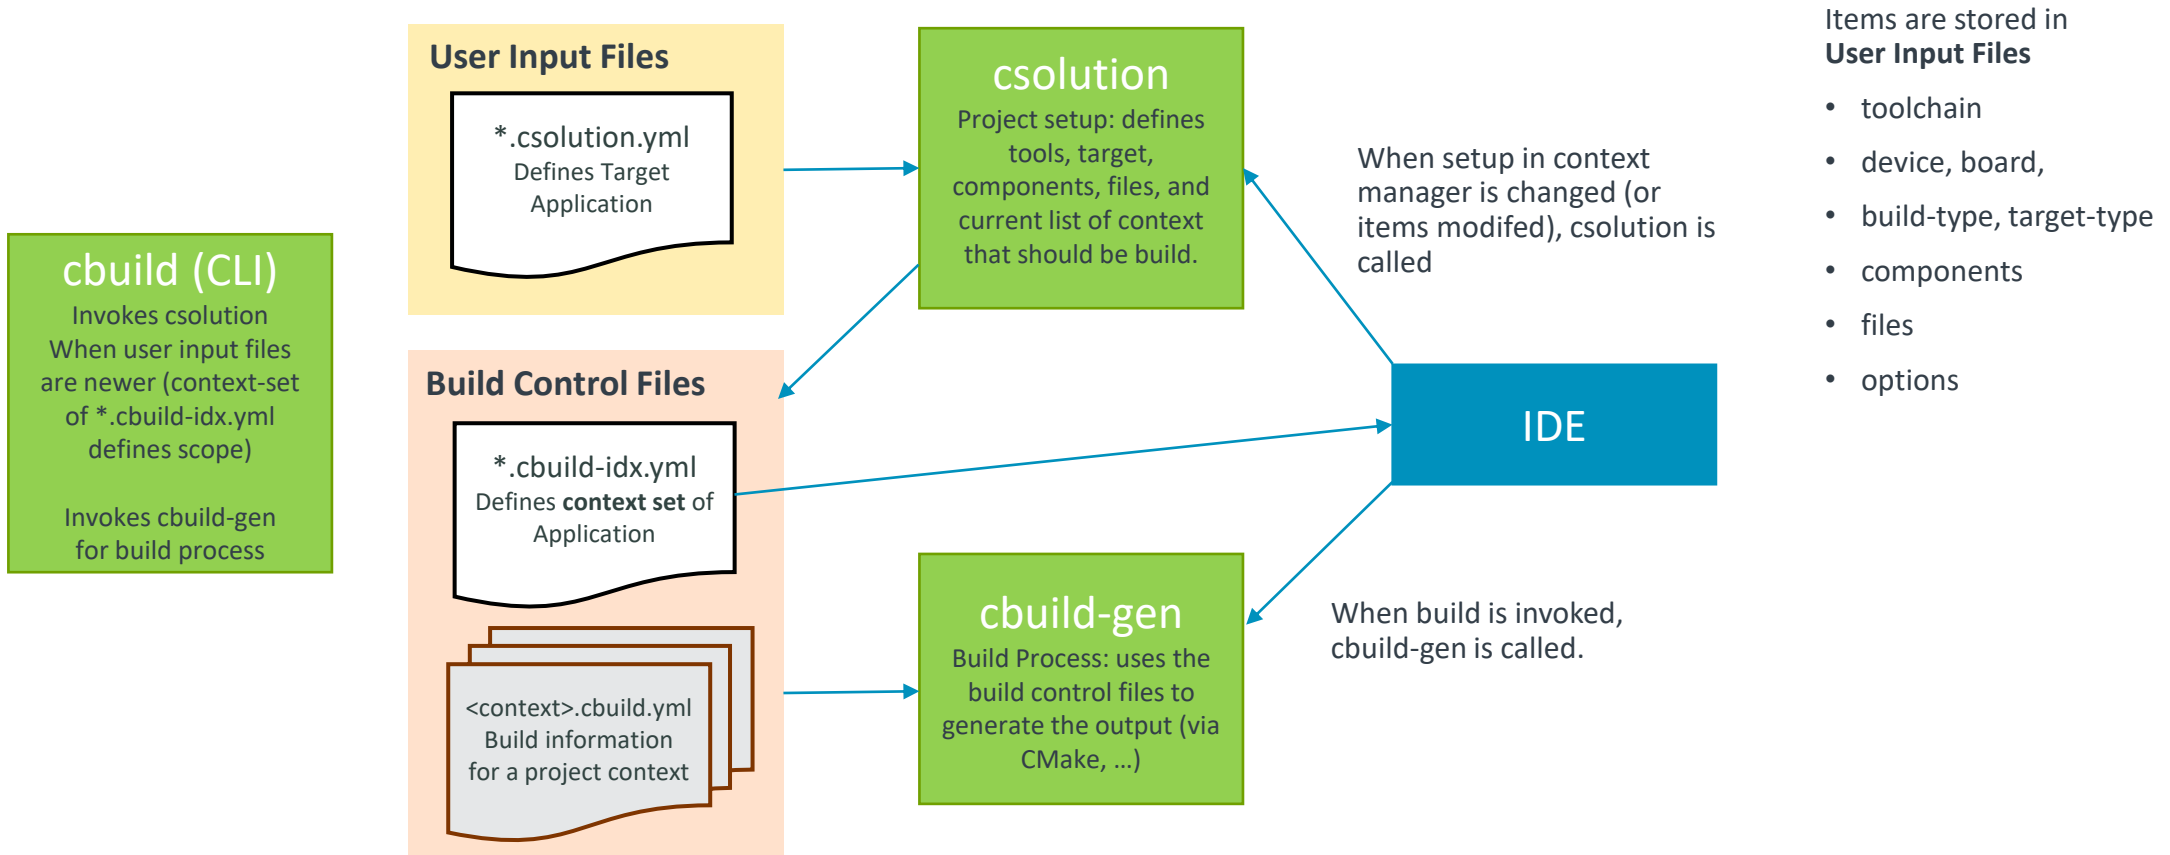 cbuild (CLI)
Invokes csolution
When user input files
are newer (context-set
of *.cbuild-idx.yml
defines scope)
Invokes cbuild-gen
for build process
User Input Files
*.csolution.yml
Defines Target
Application
Build Control Files
*.cbuild-idx.yml
Defines context set of
Application
<context>.cbuild.yml
Build information
for a project context
csolution
Project setup: defines
tools, target,
components, files, and
current list of context
that should be build.
cbuild-gen
Build Process: uses the
build control files to
generate the output (via
CMake, ...)
When setup in context
manager is changed (or
items modifed), csolution is
called
IDE
When build is invoked,
cbuild-gen is called.
Items are stored in
User Input Files
• toolchain
• device, board,
• build-type, target-type
• components
• files
• options